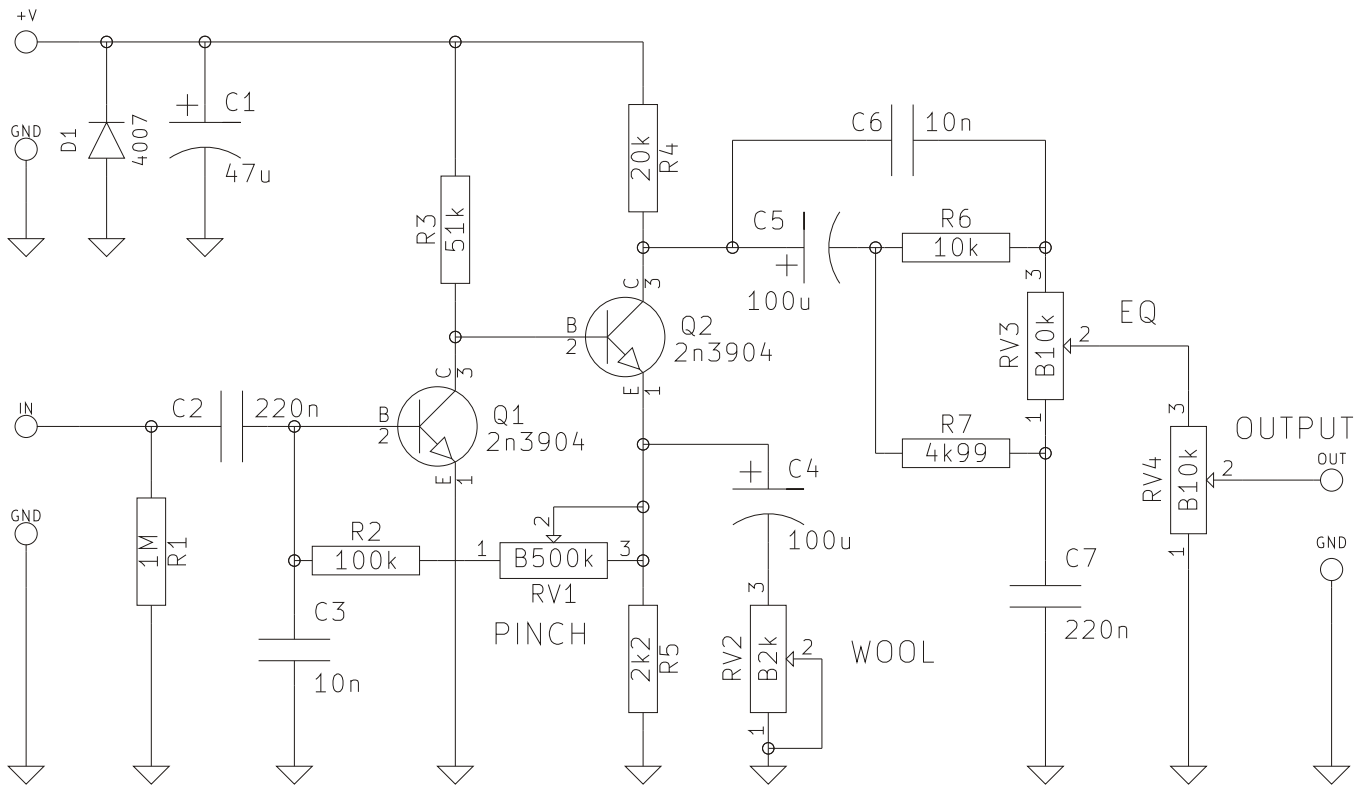 +V
GND
D1
4007
C1
47u
R3
51k
20k
R4
C6
10n
C5
100u
R6
10k
C
3
B
2
Q2
2n3904
E
1
3
RV3
B10k
2
EQ
1
IN
C2
220n
C
3
B
2
Q1
2n3904
E
1
R7
4k99
3
RV4
B10k
2
1
OUTPUT
OUT
GND
GND
1M
R1
R2
100k
1
2
B500k
3
RV1
PINCH
C3
10n
2k2
R5
C4
100u
3
RV2
B2k
2
1
WOOL
C7
220n